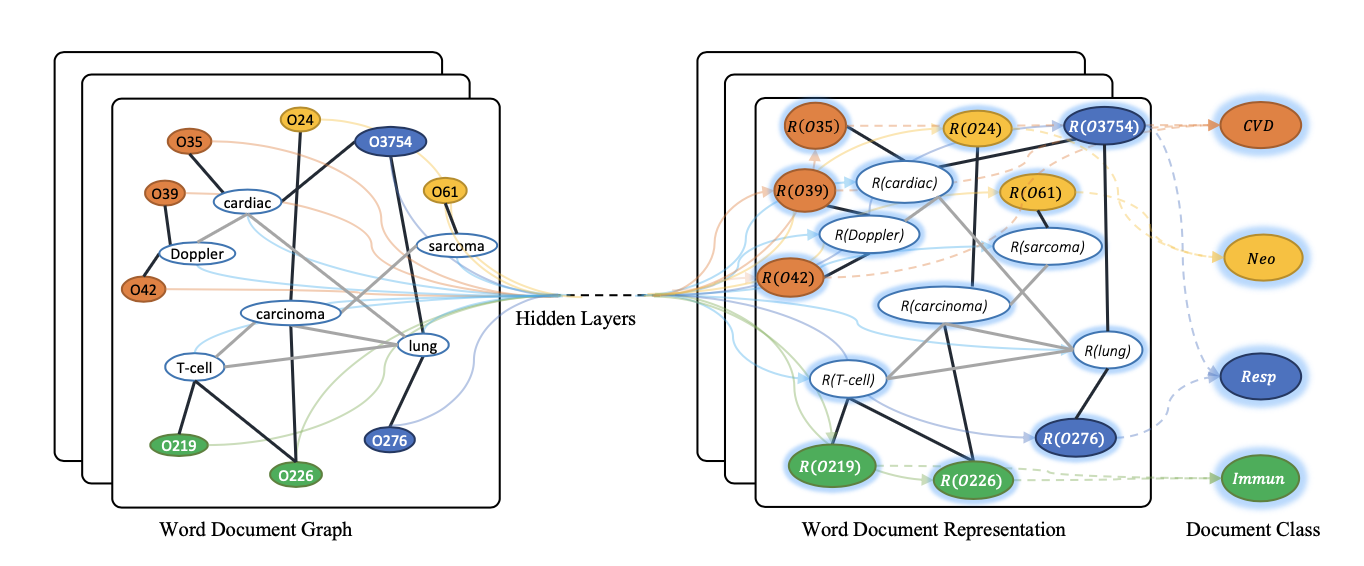 O24
O35
O3754
O39
O61
cardiac
Doppler
sarcoma
O42
carcinoma
lung
T-cell
O219
O276
O226
Word Document Graph
Hidden Layers
R(O35)
R(O24)
R(O3754)
R(O39)
R(cardiac)
R(O61)
R(Doppler)
R(sarcoma)
R(O42)
R(carcinoma)
R(lung)
R(T-cell)
R(O276)
R(O219)
R(O226)
Word Document Representation
CVD
Neo
Resp
Immun
Document Class